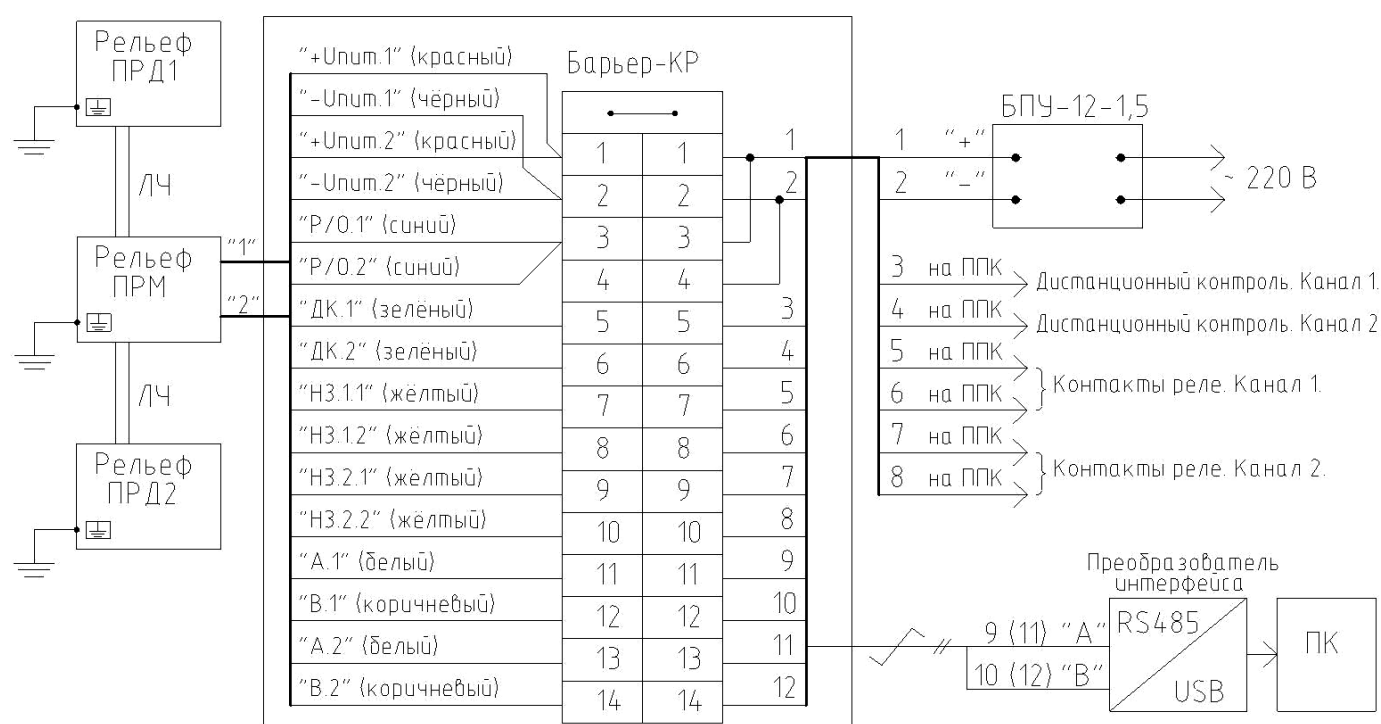 Рельеф
ПРД1
ЛЧ
Рельеф
ПРМ
ЛЧ
Рельеф
ПРД2
"1"
"2"
"+Uпит.1" (красный)
"-Uпит.1" (чёрный)
"+Uпит.2" (красный)
"-Uпит.2" (чёрный)
"Р/О.1" (синий)
"Р/О.2" (синий)
"ДК.1" (зелёный)
"ДК.2" (зелёный)
"НЗ.1.1" (жёлтый)
"НЗ.1.2" (жёлтый)
"НЗ.2.1" (жёлтый)
"НЗ.2.2" (жёлтый)
"А.1" (белый)
"В.1" (коричневый)
"А.2" (белый)
"В.2" (коричневый)
Барьер-КР
1 1
2 2
3 3
4 4
5 5
6 6
7 7
8 8
9 9
10 10
11 11
12 12
13 13
14 14
1
2
3
4
5
6
7
8
9
10
11
12
БПУ-12-1,5
1 "+"
2 "-"
~ 220 В
3 на ППК Дистанционный контроль. Канал 1.
4 на ППК Дистанционный контроль. Канал 2
5 на ППК
6 на ППК
Контакты реле. Канал 1.
7 на ППК
8 на ППК
Контакты реле. Канал 2.
Преобразователь
интерфейса
9 (11) "А"
10 (12) "В"
RS485
USB
ПК